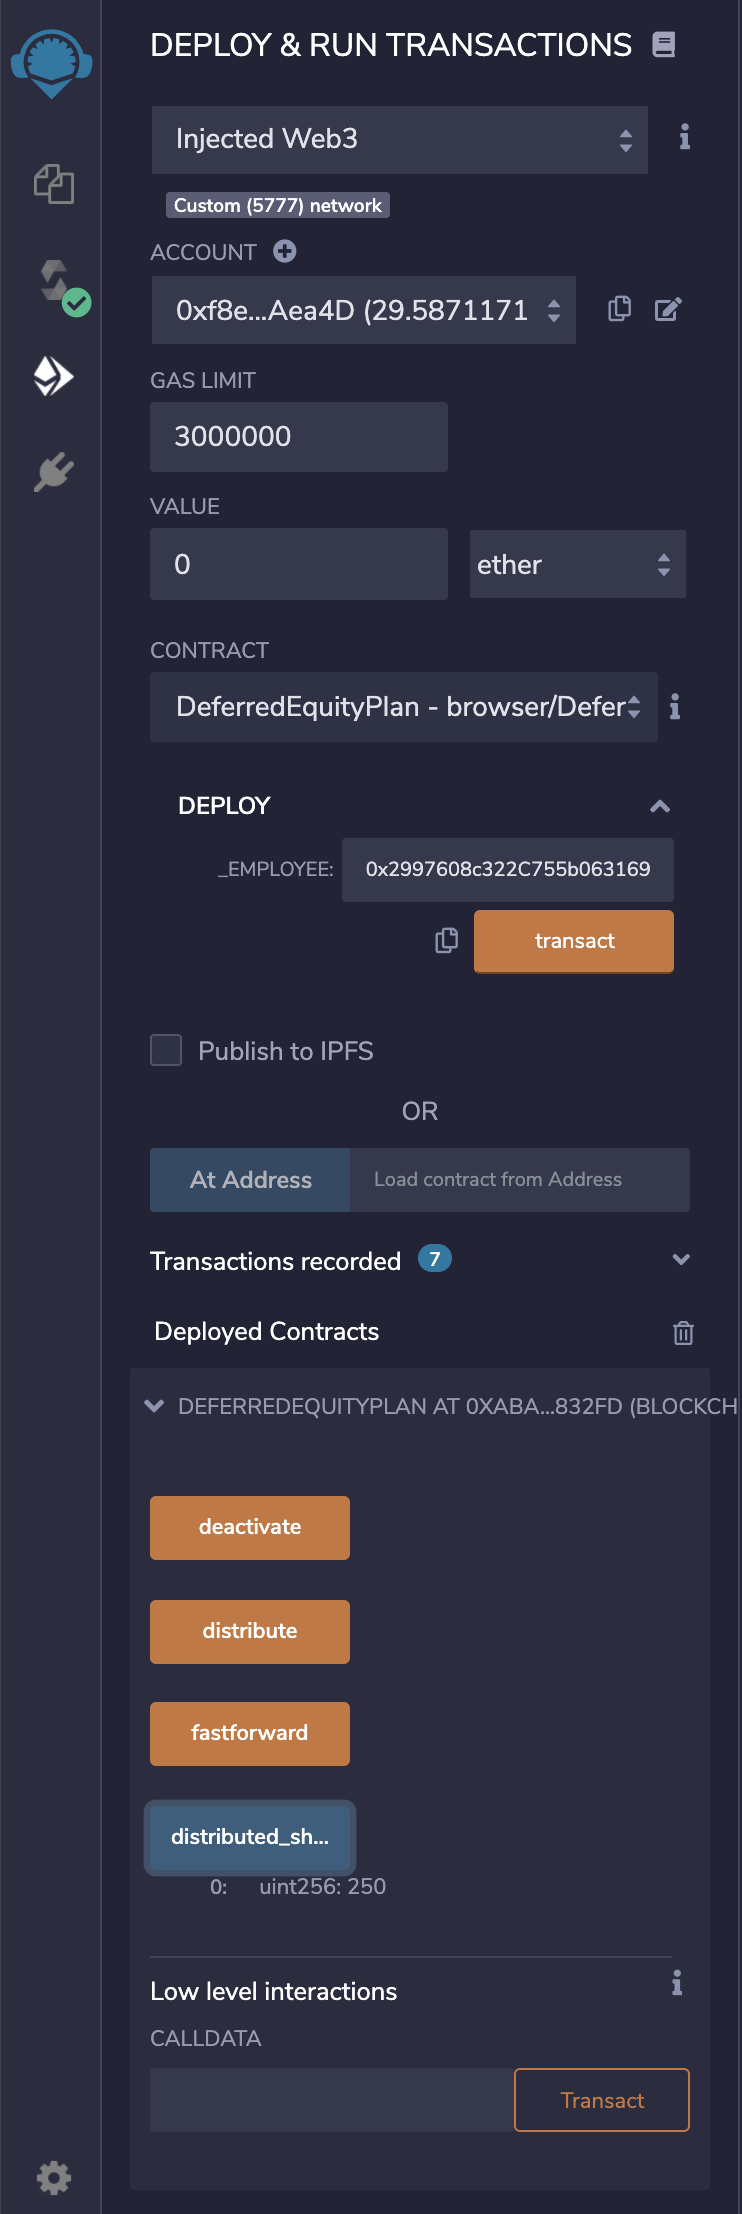 DEPLOY & RUN TRANSACTIONS
Injected Web3
Custom (5777) network
ACCOUNT
0xf8e...Aea4D (29.5871171
GAS LIMIT
3000000
VALUE
0 ether
CONTRACT
DeferredEquityPlan - browser/Defer
DEPLOY
_EMPLOYEE: 0x2997608c322C755b063169
transact
Publish to IPFS
OR
At Address Load contract from Address
Transactions recorded 7
Deployed Contracts
DEFERREDEQUITYPLAN AT 0XABA...832FD (BLOCKCH
deactivate
distribute
fastforward
distributed_sh...
0: uint256: 250
Low level interactions
CALLDATA
Transact